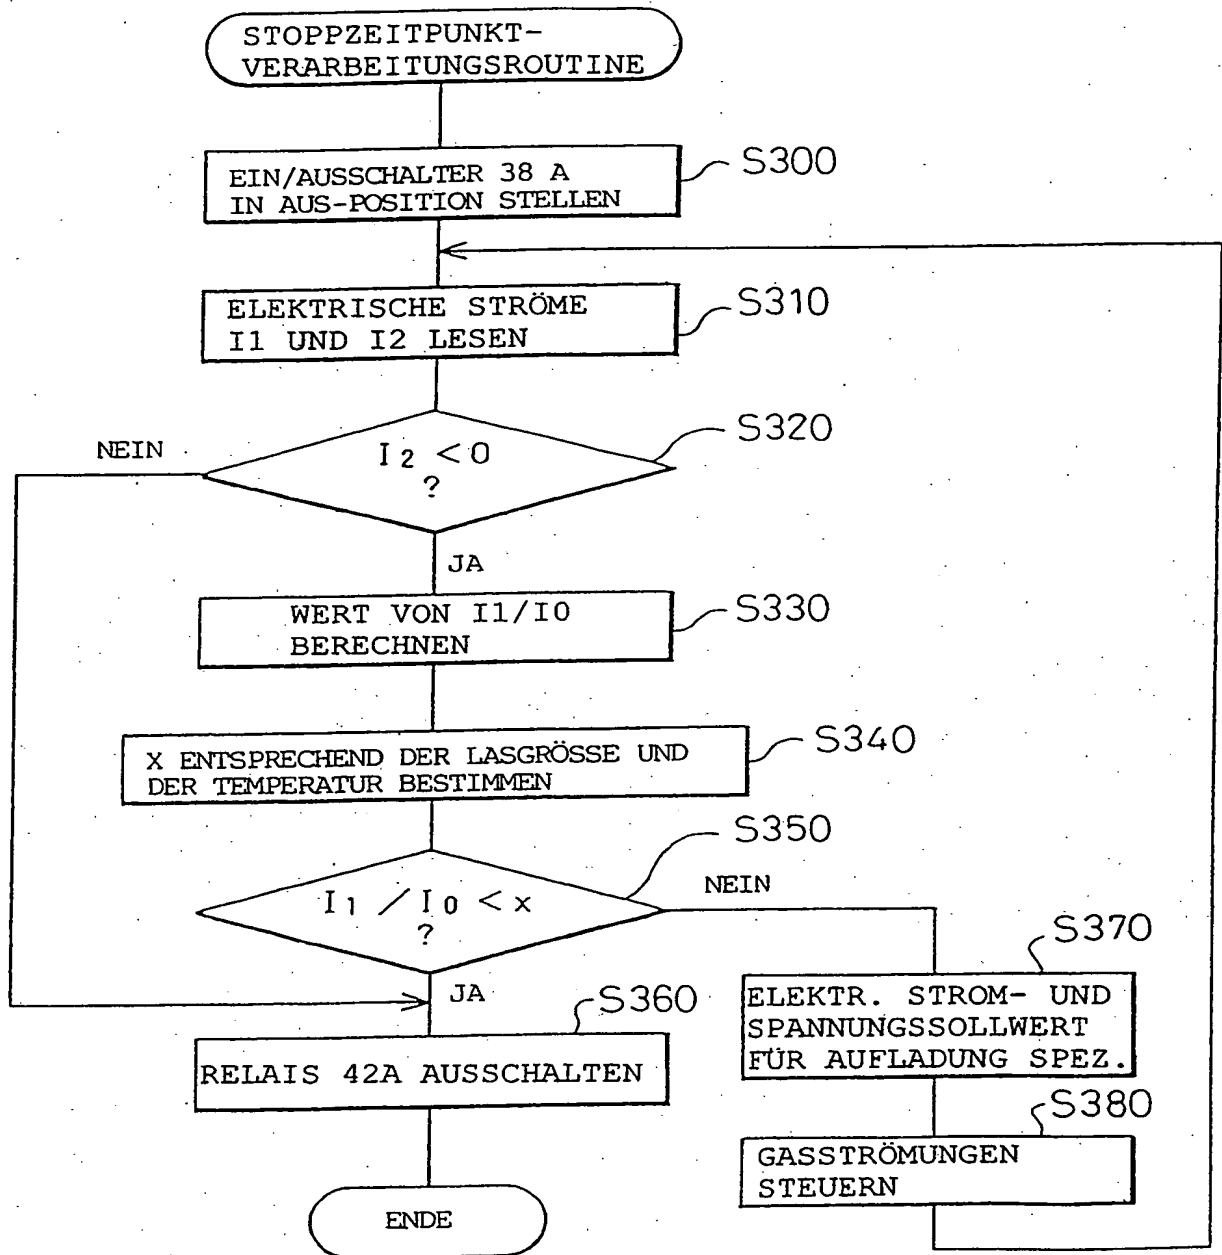 STOPPZEITPUNKT-
VERARBEITUNGSROUTINE
EIN/AUSSCHALTER 38 A
IN AUS-POSITION STELLEN
S300
ELEKTRISCHE STRÖME
I1 UND I2 LESEN
S310
I2 <0
?
S320
NEIN
JA
WERT VON I1/I0
BERECHNEN
S330
X ENTSPRECHEND DER LASGRÖSSE UND
DER TEMPERATUR BESTIMMEN
S340
I1 / I0 < x
?
S350
NEIN
JA
RELAIS 42A AUSSCHALTEN
S360
ELEKTR. STROM- UND
SPANNUNGSSOLLWERT
FÜR AUFLADUNG SPEZ.
S370
GASSTRÖMUNGEN
STEUERN
S380
ENDE